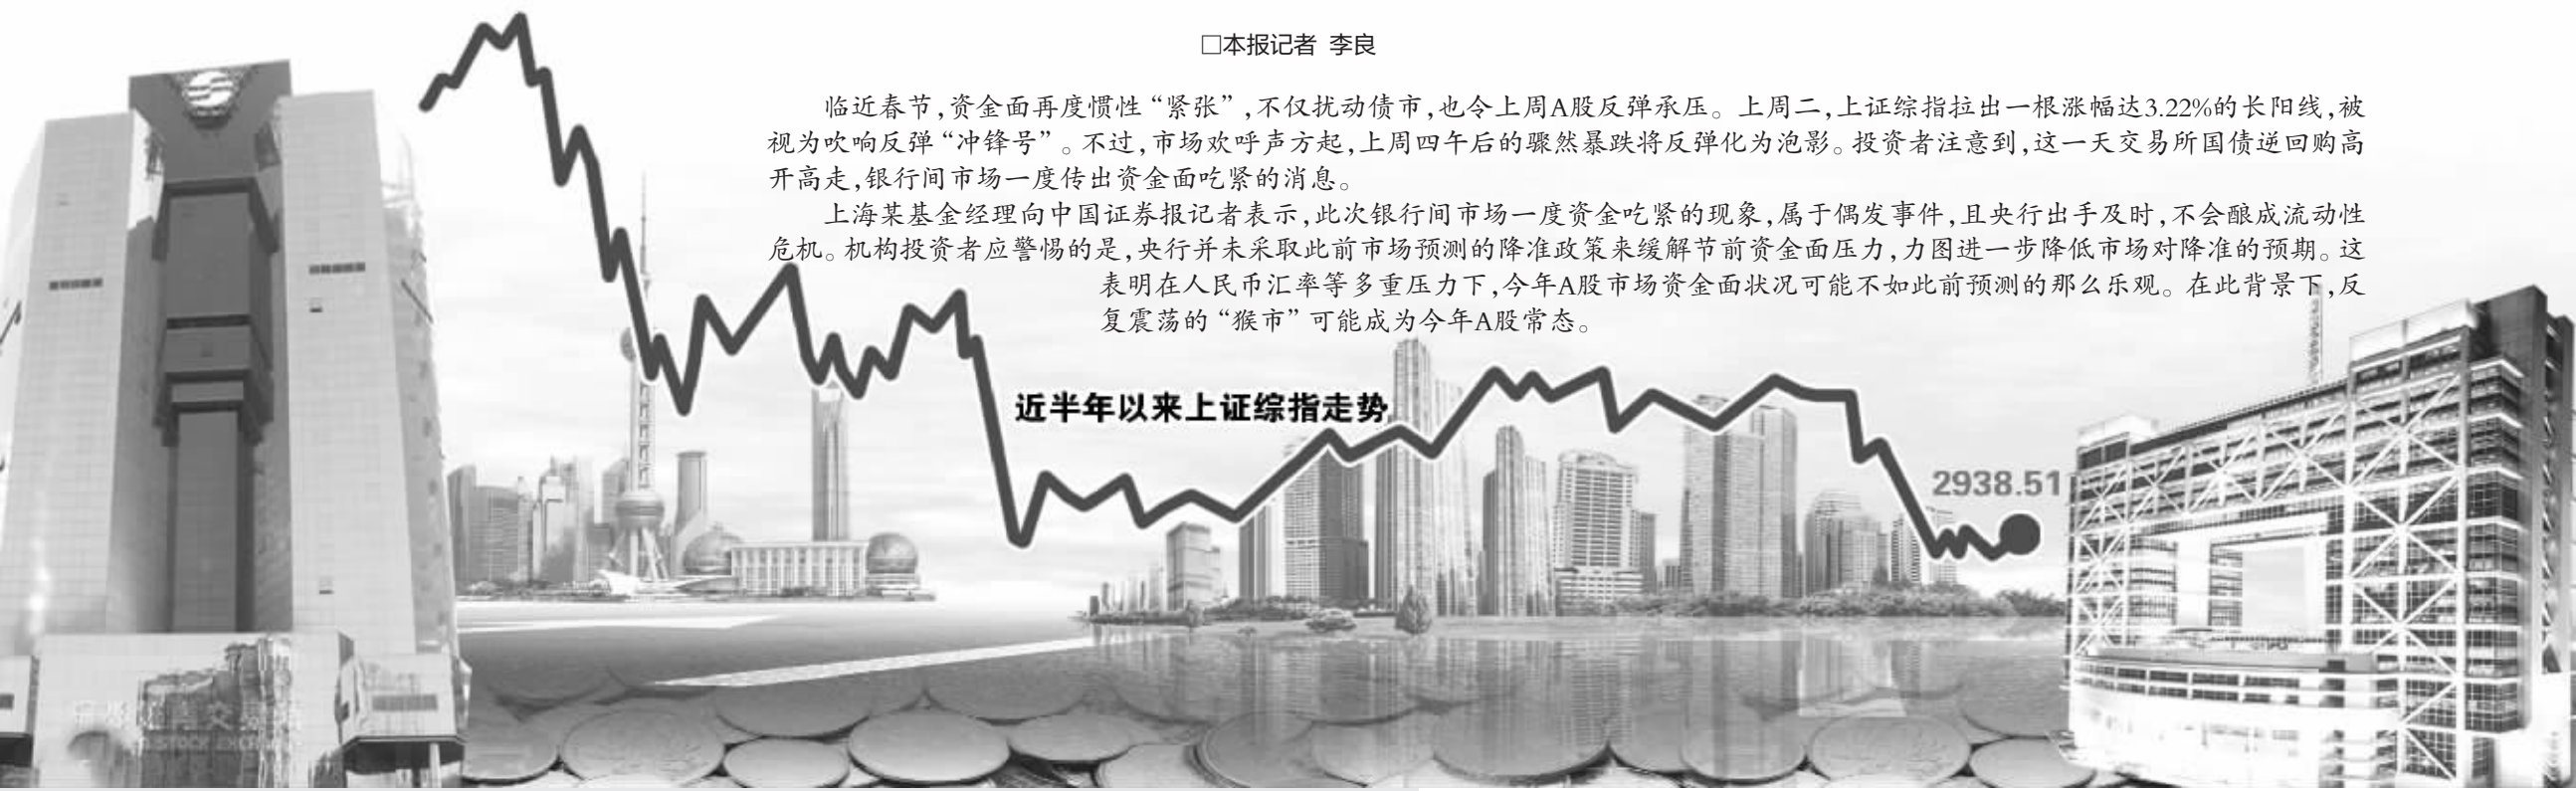 □本报记者 李良
临近春节，资金面再度惯性“紧张”，不仅扰动债市，也令上周A股反弹承压。上周二，上证综指拉出一根涨幅达3.22%的长阳线，被
视为吹响反弹“冲锋号”。不过，市场欢呼声方起，上周四午后的骤然暴跌将反弹化为泡影。投资者注意到，这一天交易所国债逆回购高
开高走，银行间市场一度传出资金面吃紧的消息。
上海某基金经理向中国证券报记者表示，此次银行间市场一度资金吃紧的现象，属于偶发事件，且央行出手及时，不会酿成流动性
危机。机构投资者应警惕的是，央行并未采取此前市场预测的降准政策来缓解节前资金面压力，力图进一步降低市场对降准的预期。这
表明在人民币汇率等多重压力下，今年A股市场资金面状况可能不如此前预测的那么乐观。在此背景下，反
复震荡的“猴市”可能成为今年A股常态。
近半年以来上证综指走势
2938.51